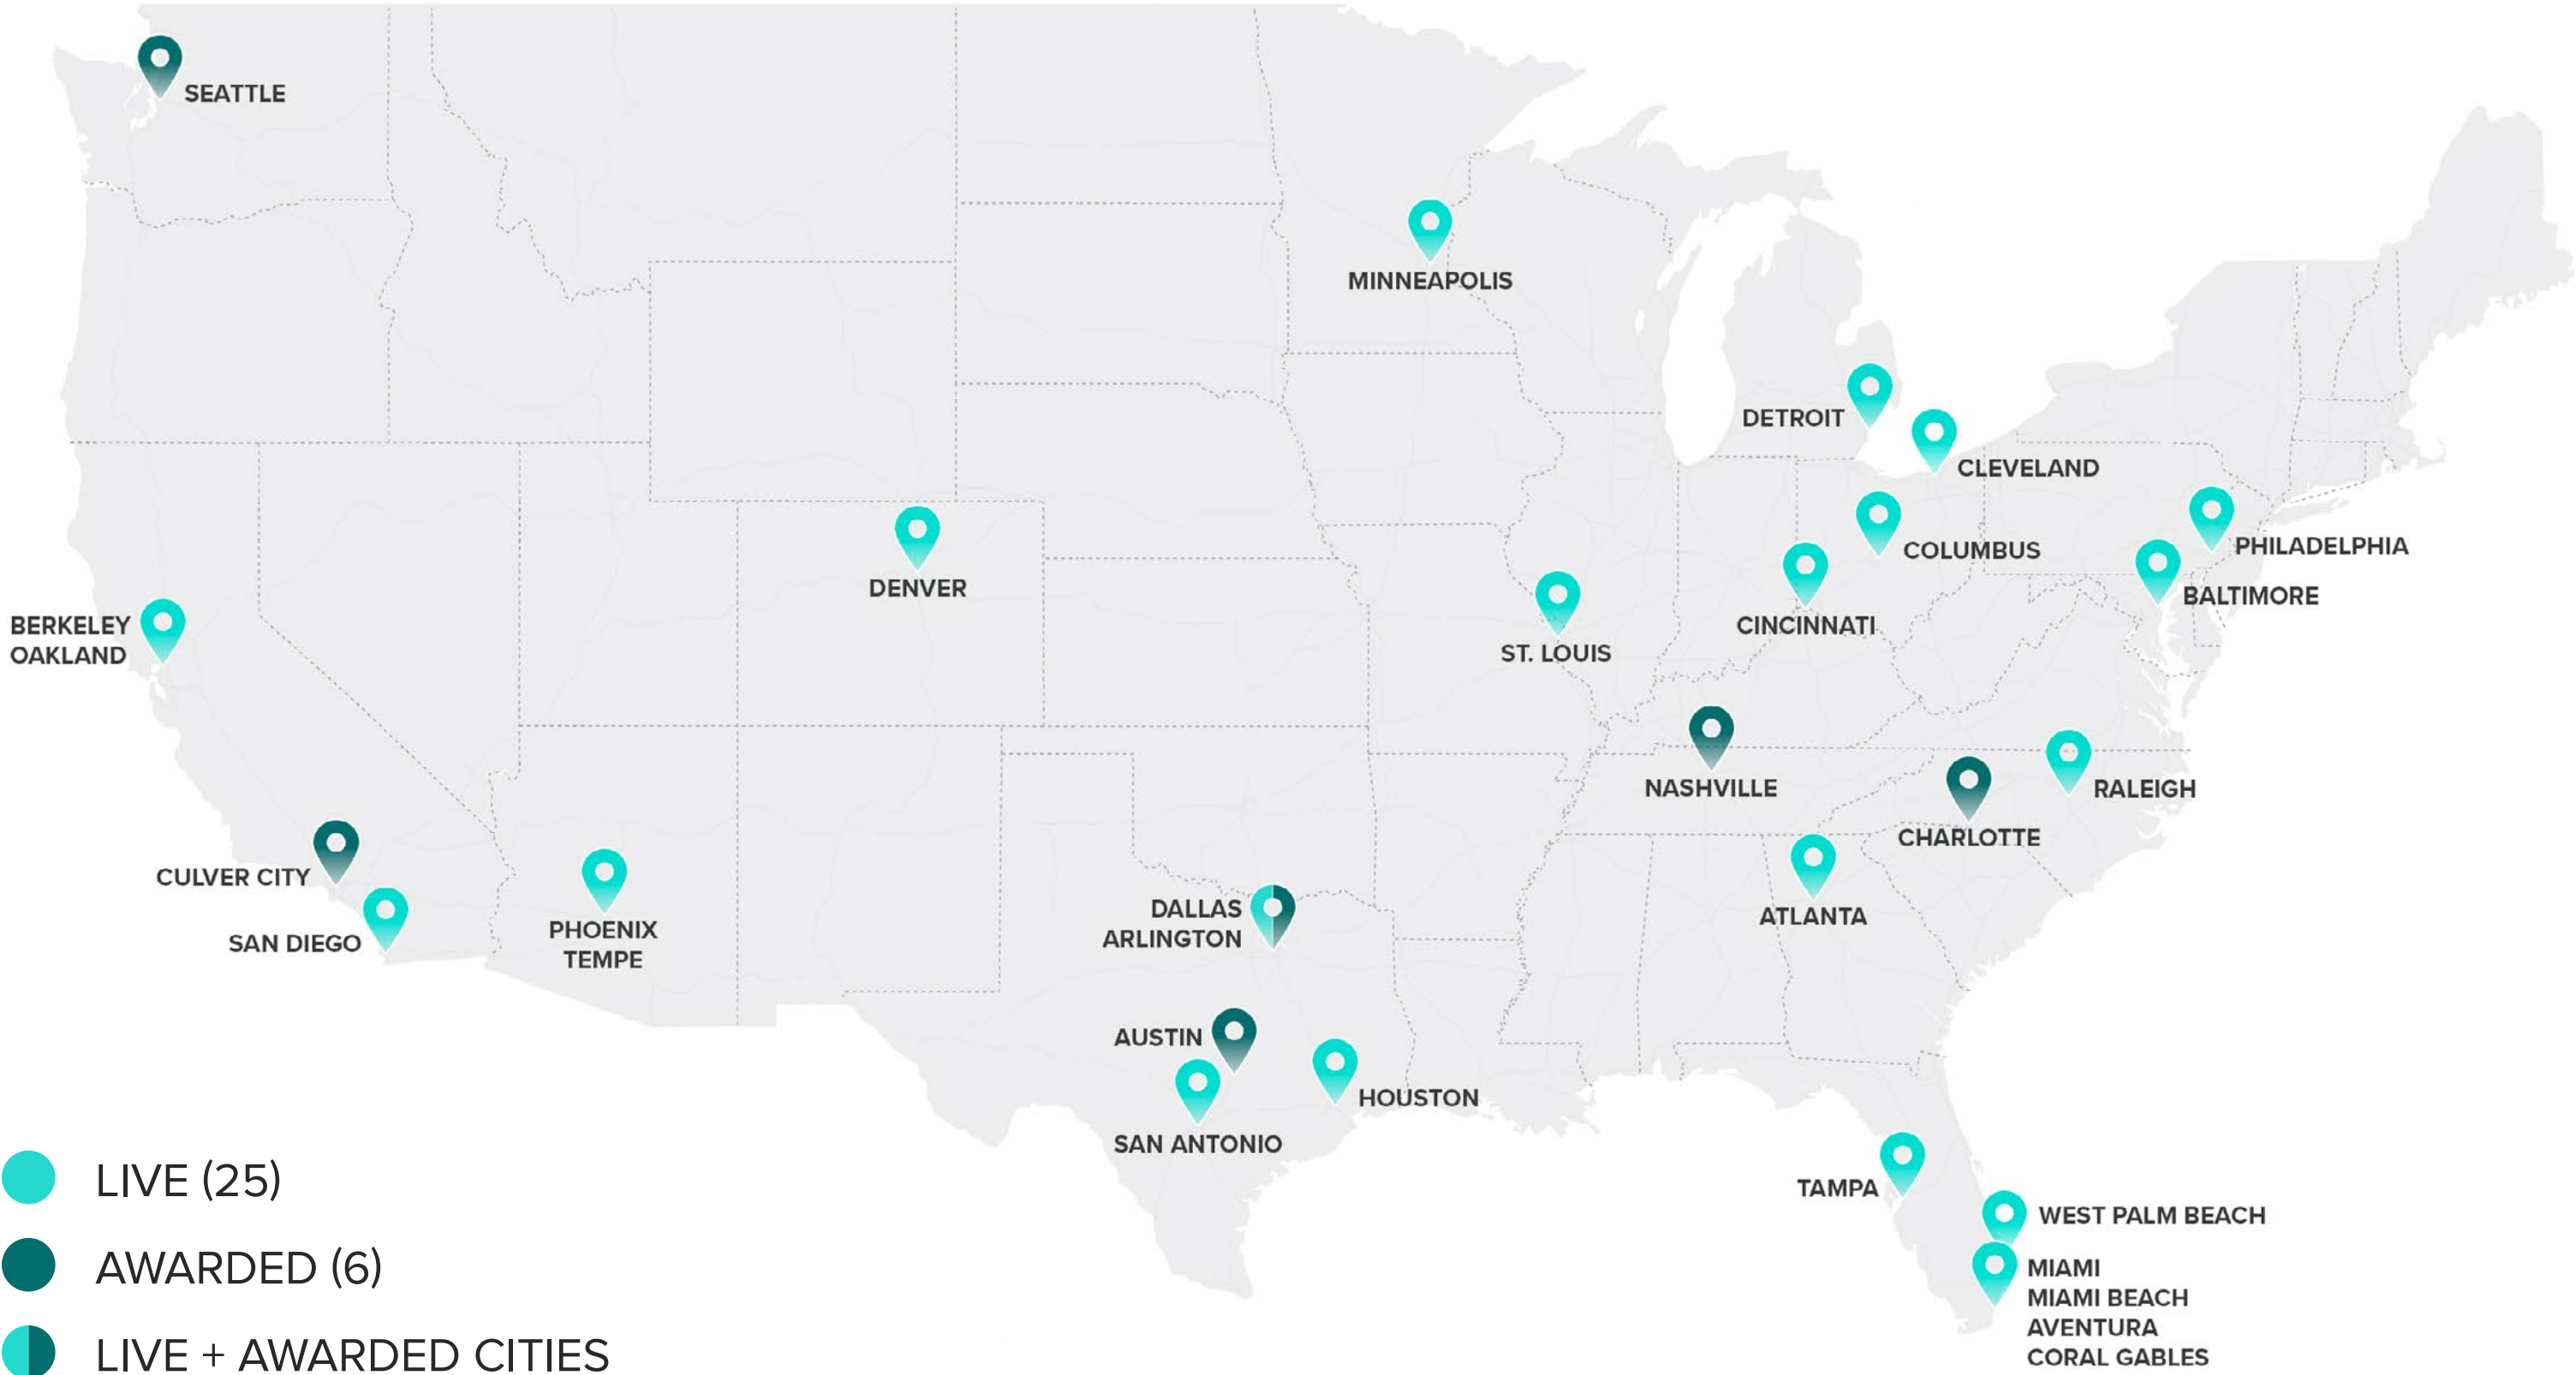 SEATTLE
MINNEAPOLIS
DETROIT
CLEVELAND
COLUMBUS
PHILADELPHIA
BALTIMORE
DENVER
CINCINNATI
BERKELEY
OAKLAND
ST. LOUIS
NASHVILLE
RALEIGH
CHARLOTTE
CULVER CITY
SAN DIEGO
PHOENIX
TEMPE
DALLAS
ARLINGTON
ATLANTA
AUSTIN
HOUSTON
SAN ANTONIO
TAMPA
WEST PALM BEACH
MIAMI
MIAMI BEACH
AVENTURA
CORAL GABLES
LIVE (25)
AWARDED (6)
LIVE + AWARDED CITIES